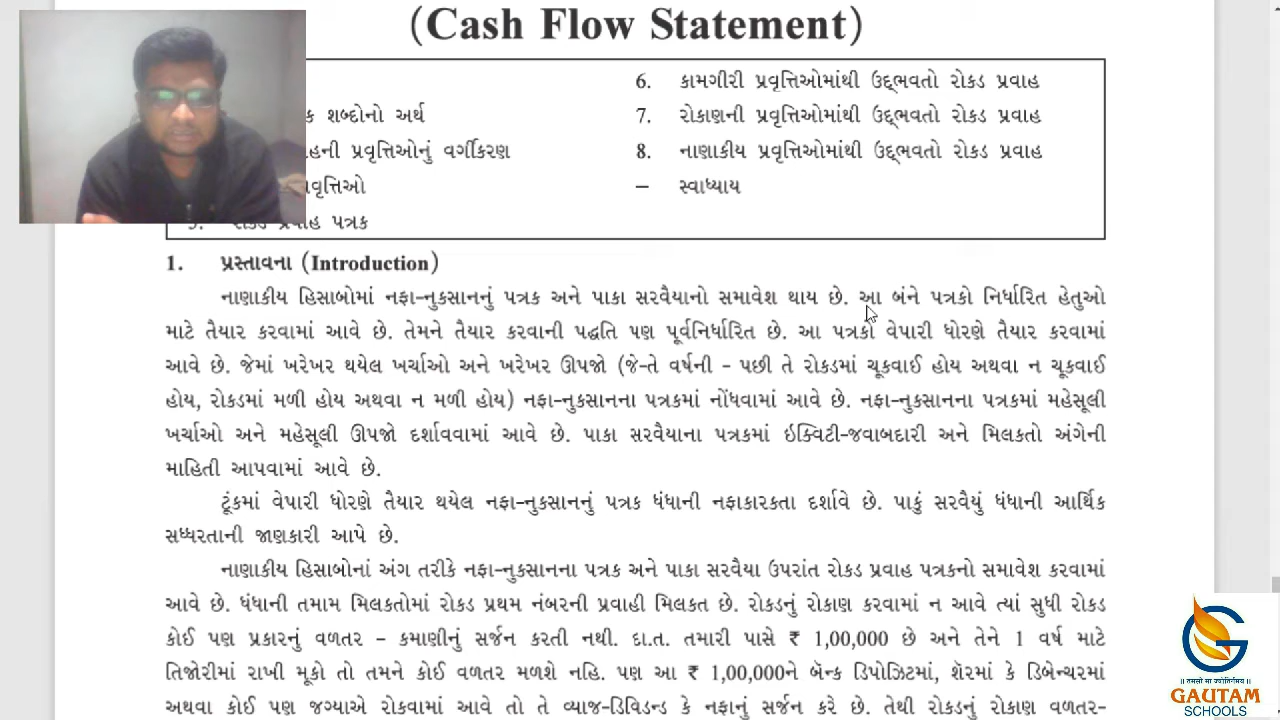 (Cash Flow Statement)
6. કામગીરી પ્રવૃત્તિઓમાંથી ઉદ્ભવતો રોકડ પ્રવાહ
શબ્દોનો અર્થ
7. રોકાણની પ્રવૃત્તિઓમાંથી ઉદ્ભવતો રોકડ પ્રવાહ
પ્રવૃત્તિઓનું વર્ગીકરણ
8. નાણાકીય પ્રવૃત્તિઓમાંથી ઉદ્ભવતો રોકડ પ્રવાહ
– સ્વાધ્યાય
રોકડ પ્રવાહ પત્રક
1. પ્રસ્તાવના (Introduction)
નાણાકીય હિસાબોમાં નફા-નુકસાનનું પત્રક અને પાકા સરવૈયાનો સમાવેશ થાય છે. આ બંને પત્રકો નિર્ધારિત હેતુઓ
માટે તૈયાર કરવામાં આવે છે. તેમને તૈયાર કરવાની પદ્ધતિ પણ પૂર્વનિર્ધારિત છે. આ પત્રકો વેપારી ધોરણે તૈયાર કરવામાં
આવે છે. જેમાં ખરેખર થયેલ ખર્ચાઓ અને ખરેખર ઊપજો (જે-તે વર્ષની - પછી તે રોકડમાં ચૂકવાઈ હોય અથવા ન ચૂકવાઈ
હોય, રોકડમાં મળી હોય અથવા ન મળી હોય) નફા-નુકસાનના પત્રકમાં નોંધવામાં આવે છે. નફા-નુકસાનના પત્રકમાં મહેસૂલી
ખર્ચાઓ અને મહેસૂલી ઊપજો દર્શાવવામાં આવે છે. પાકા સરવૈયાના પત્રકમાં ઇક્વિટી-જવાબદારી અને મિલકતો અંગેની
માહિતી આપવામાં આવે છે.
ટૂંકમાં વેપારી ધોરણે તૈયાર થયેલ નફા-નુકસાનનું પત્રક ધંધાની નફાકારકતા દર્શાવે છે. પાકું સરવૈયું ધંધાની આર્થિક
સધ્ધરતાની જાણકારી આપે છે.
નાણાકીય હિસાબોનાં અંગ તરીકે નફા-નુકસાનના પત્રક અને પાકા સરવૈયા ઉપરાંત રોકડ પ્રવાહ પત્રકનો સમાવેશ કરવામાં
આવે છે. ધંધાની તમામ મિલકતોમાં રોકડ પ્રથમ નંબરની પ્રવાહી મિલકત છે. રોકડનું રોકાણ કરવામાં ન આવે ત્યાં સુધી રોકડ
કોઈ પણ પ્રકારનું વળતર - કમાણીનું સર્જન કરતી નથી. દા.ત. તમારી પાસે ₹ 1,00,000 છે અને તેને 1 વર્ષ માટે
તિજોરીમાં રાખી મૂકો તો તમને કોઈ વળતર મળશે નહિ. પણ આ ₹ 1,00,000ને બૅન્ક ડિપોઝિટમાં, શૅરમાં કે ડિબેન્ચરમાં
અથવા કોઈ પણ જગ્યાએ રોકવામાં આવે તો તે વ્યાજ-ડિવિડન્ડ કે નફાનું સર્જન કરે છે. તેથી રોકડનું રોકાણ વળતર-
॥ तमसो मा ज्योतिर्गमय ॥
GAUTAM
SCHOOLS